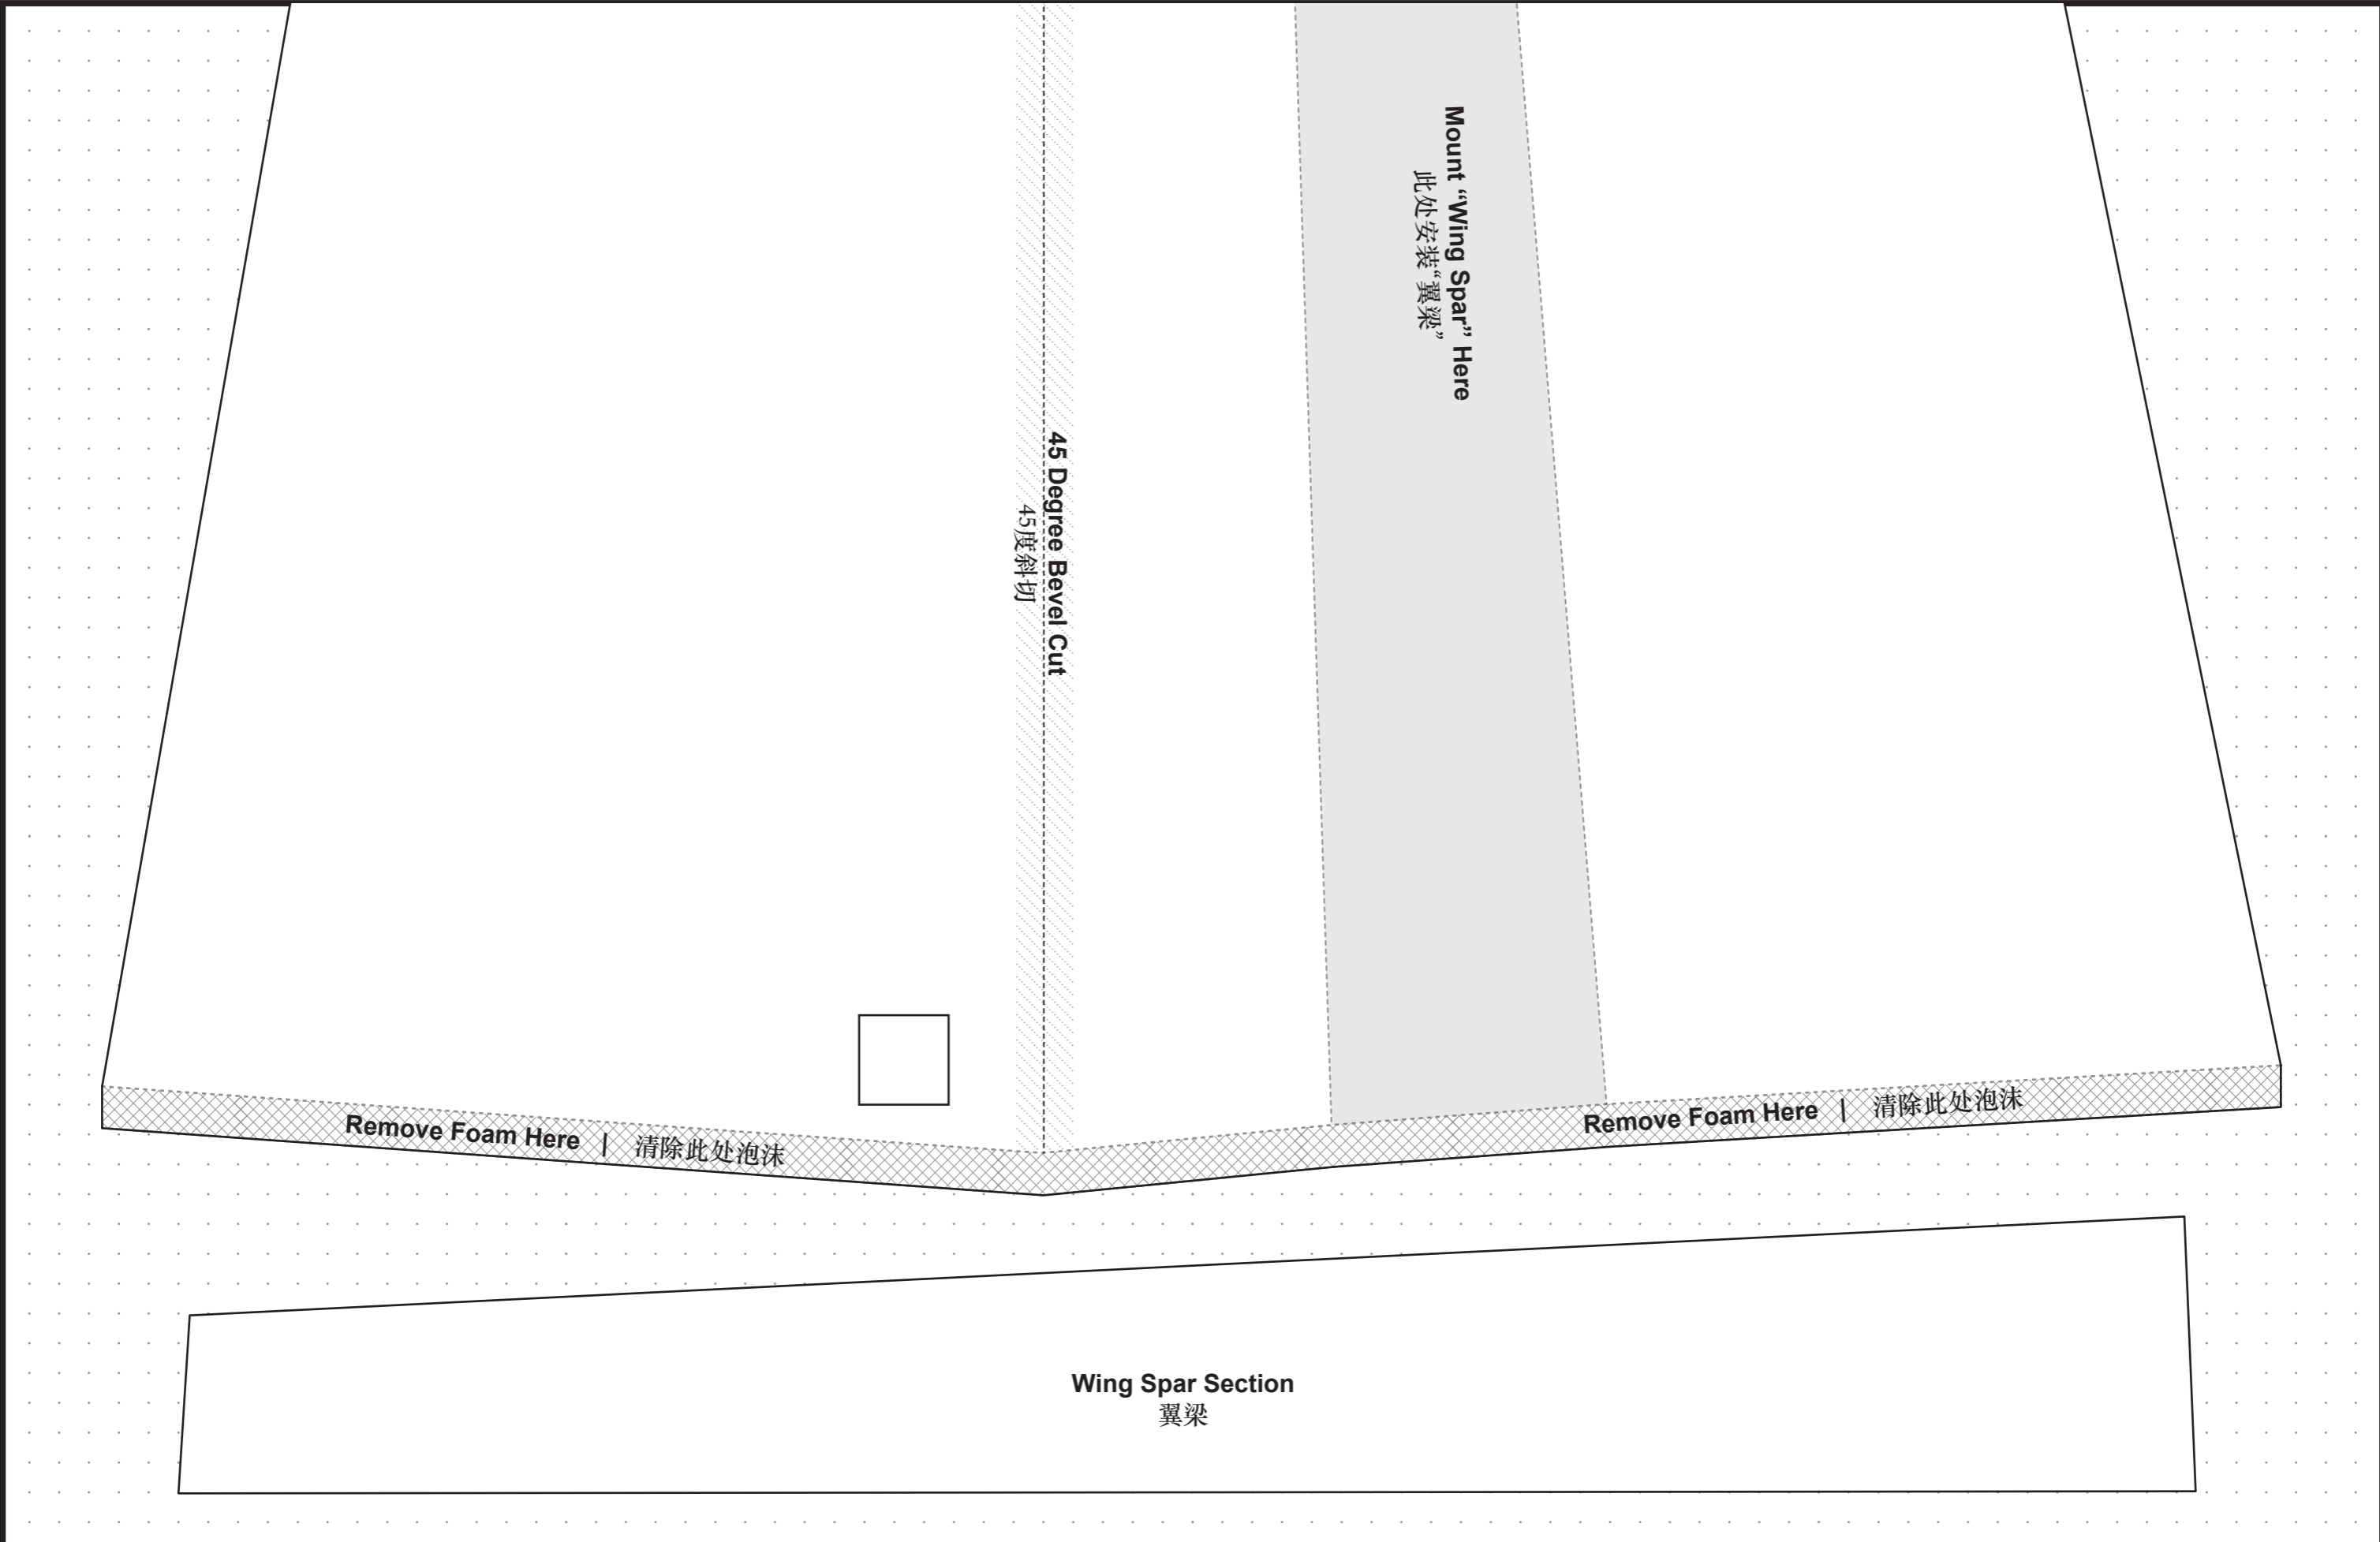 Mount “Wing Spar” Here
此处安装“翼梁”
45 Degree Bevel Cut
45度斜切
Remove Foam Here | 清除此处泡沫
Remove Foam Here | 清除此处泡沫
Wing Spar Section
翼梁